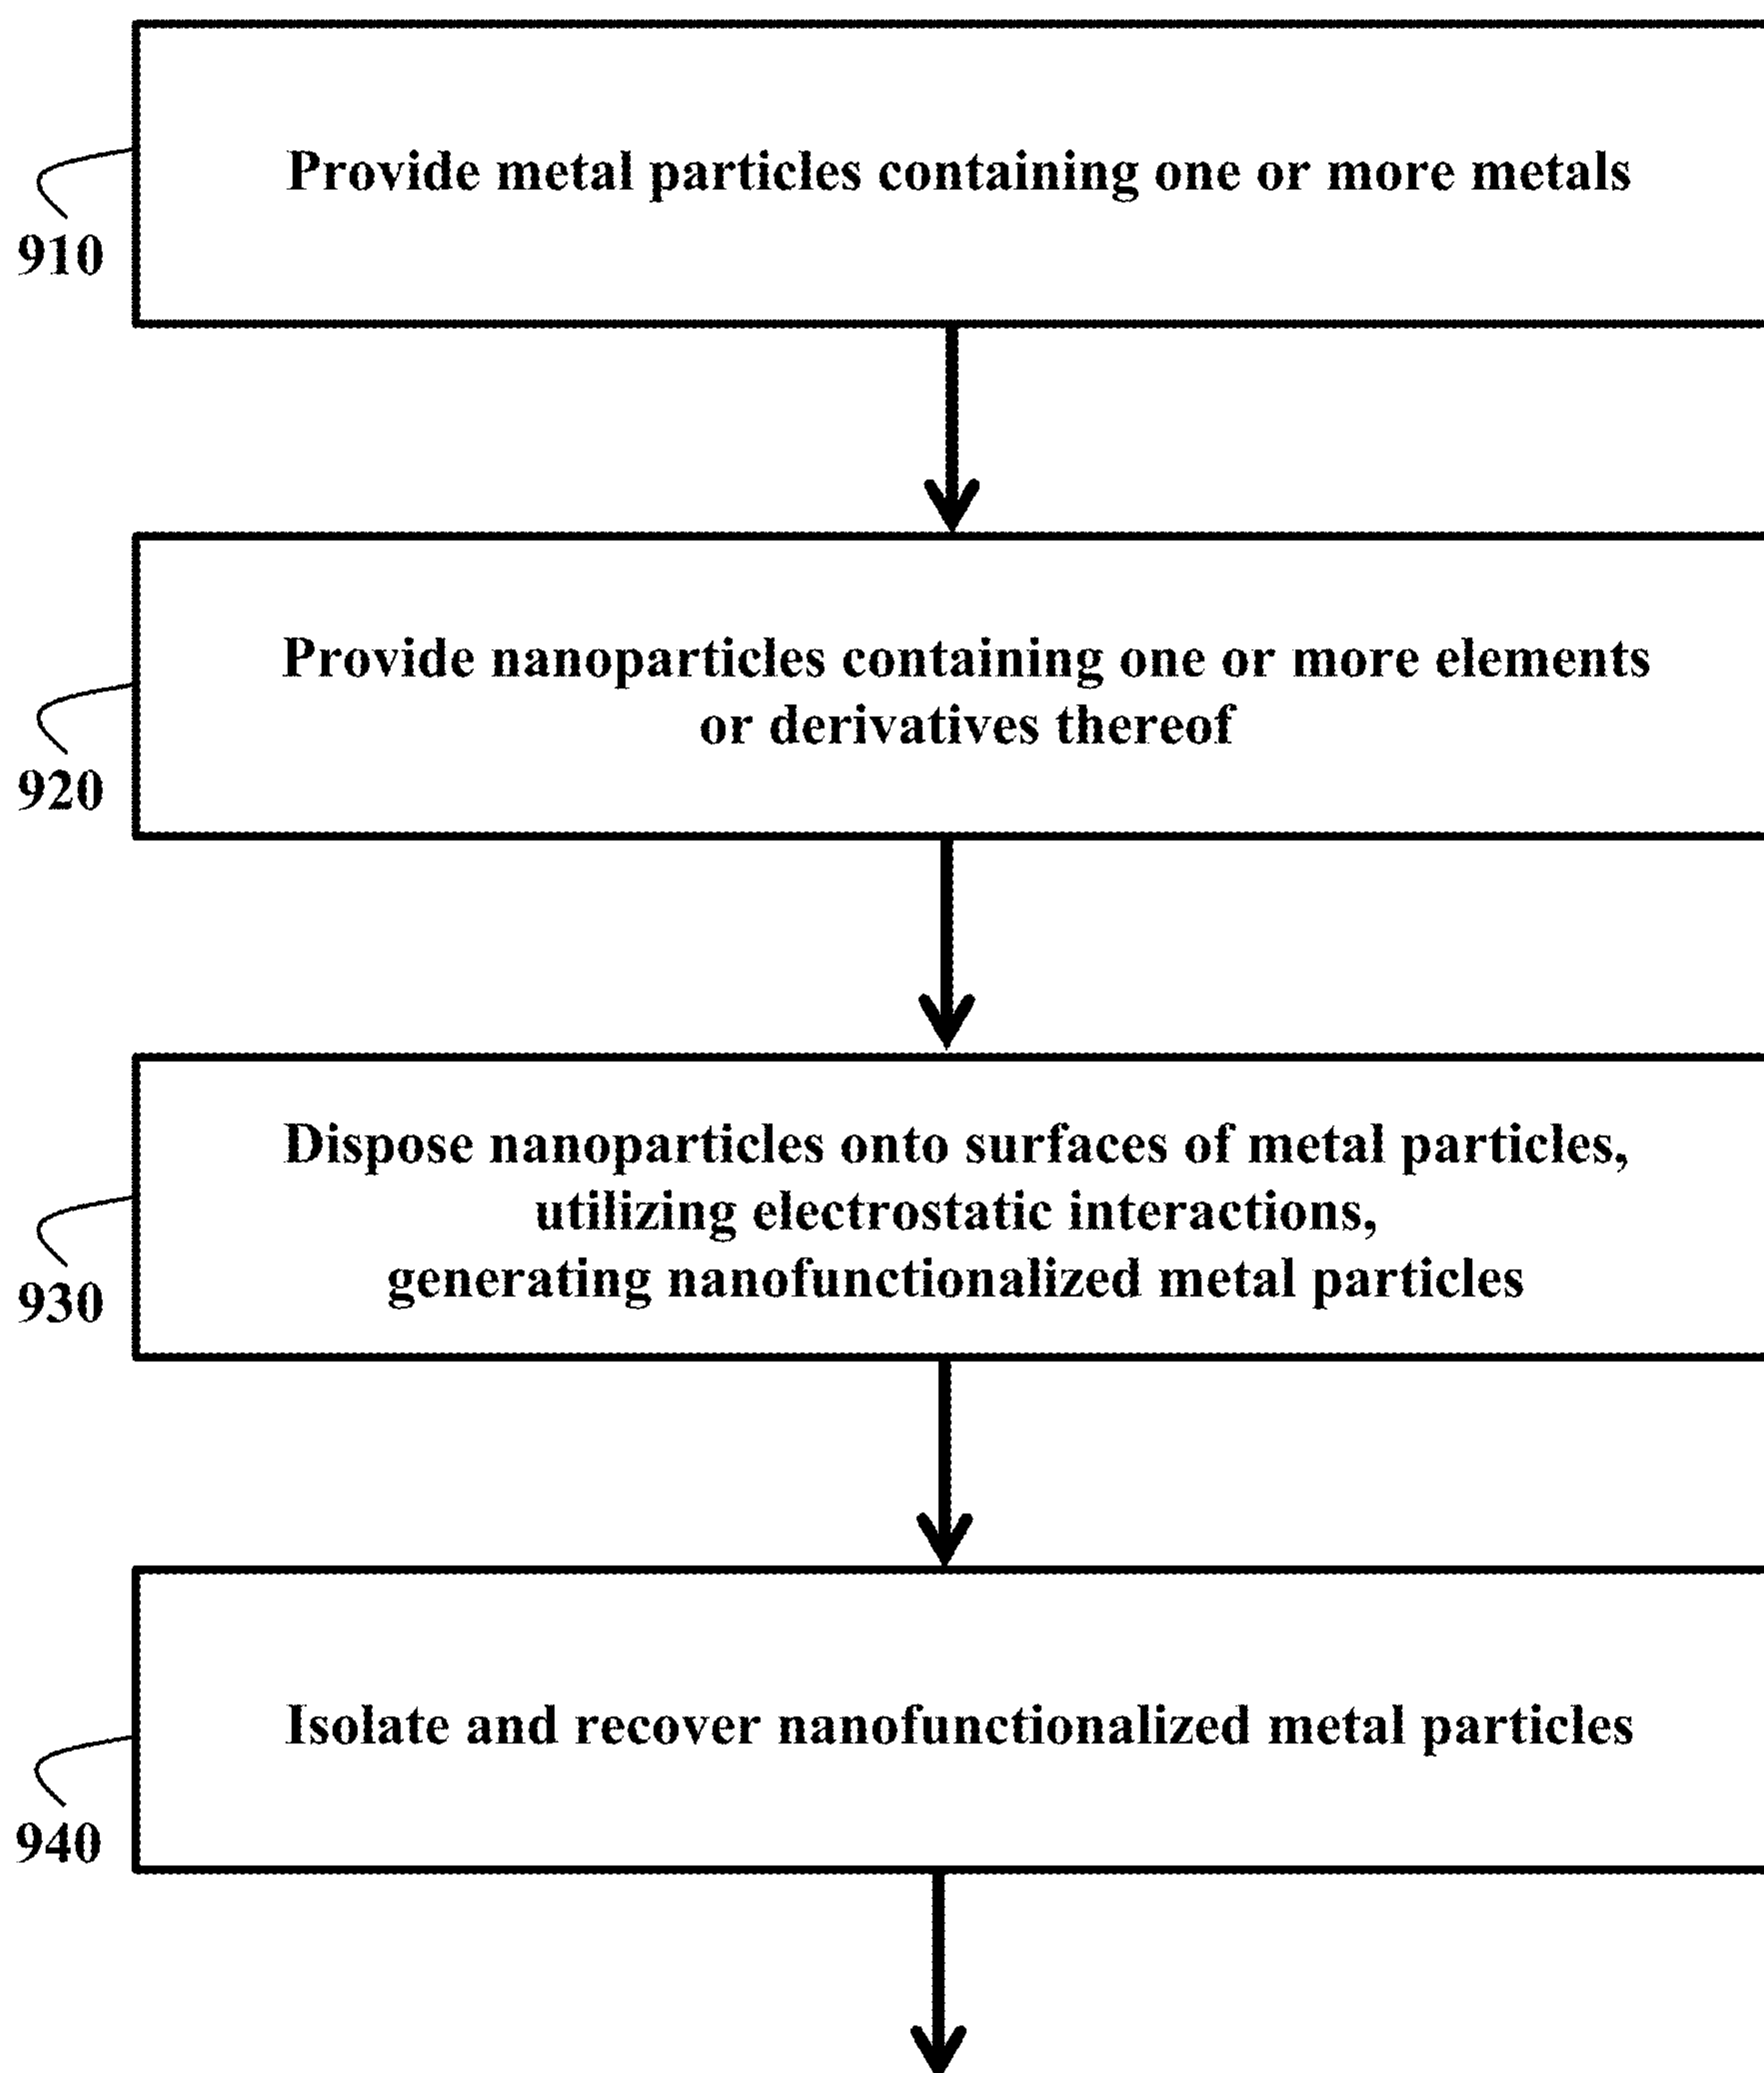 Provide metal particles containing one or more metals
910
Provide nanoparticles containing one or more elements
or derivatives thereof
920
Dispose nanoparticles onto surfaces of metal particles,
utilizing electrostatic interactions,
generating nanofunctionalized metal particles
930
Isolate and recover nanofunctionalized metal particles
940